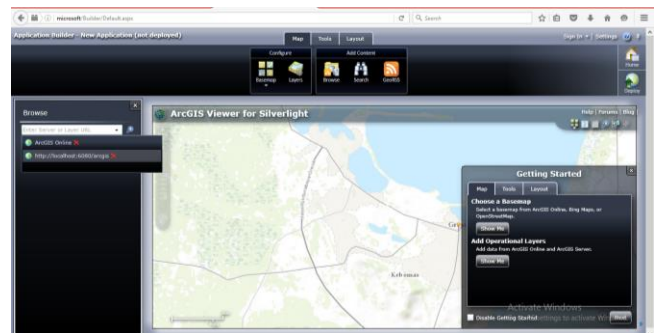 microsoft/Builder/Default.aspx
Search
Application Builder - New Application (not deployed)
Map
Tools
Layout
Sign In
Settings
Configure
Add Content
Basemap
Layers
Browse
Search
GeoRSS
Home
Deploy
Browse
Enter Server or Layer URL
ArcGIS Online
http://localhost:6080/arcgis
ArcGIS Viewer for Silverlight
Help | Forums | Blog
Getting Started
Map
Tools
Layout
Choose a Basemap
Select a basemap from ArcGIS Online, Bing Maps, or
OpenStreetMap.
Show Me
Add Operational Layers
Add data from ArcGIS Online and ArcGIS Server.
Show Me
Activate Windows
Disable Getting Started
settings to activate